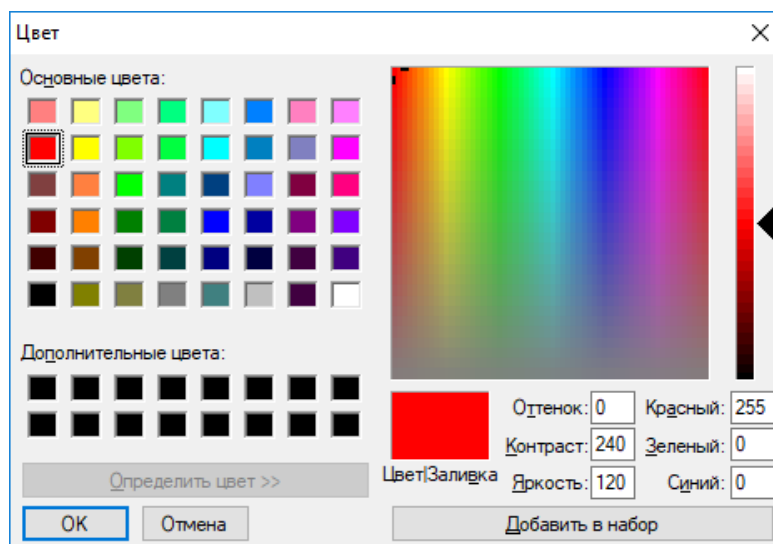 Цвет
Основные цвета:
Дополнительные цвета:
Определить цвет >>
OK
Отмена
Цвет|Заливка
Оттенок: 0
Контраст: 240
Яркость: 120
Красный: 255
Зеленый: 0
Синий: 0
Добавить в набор